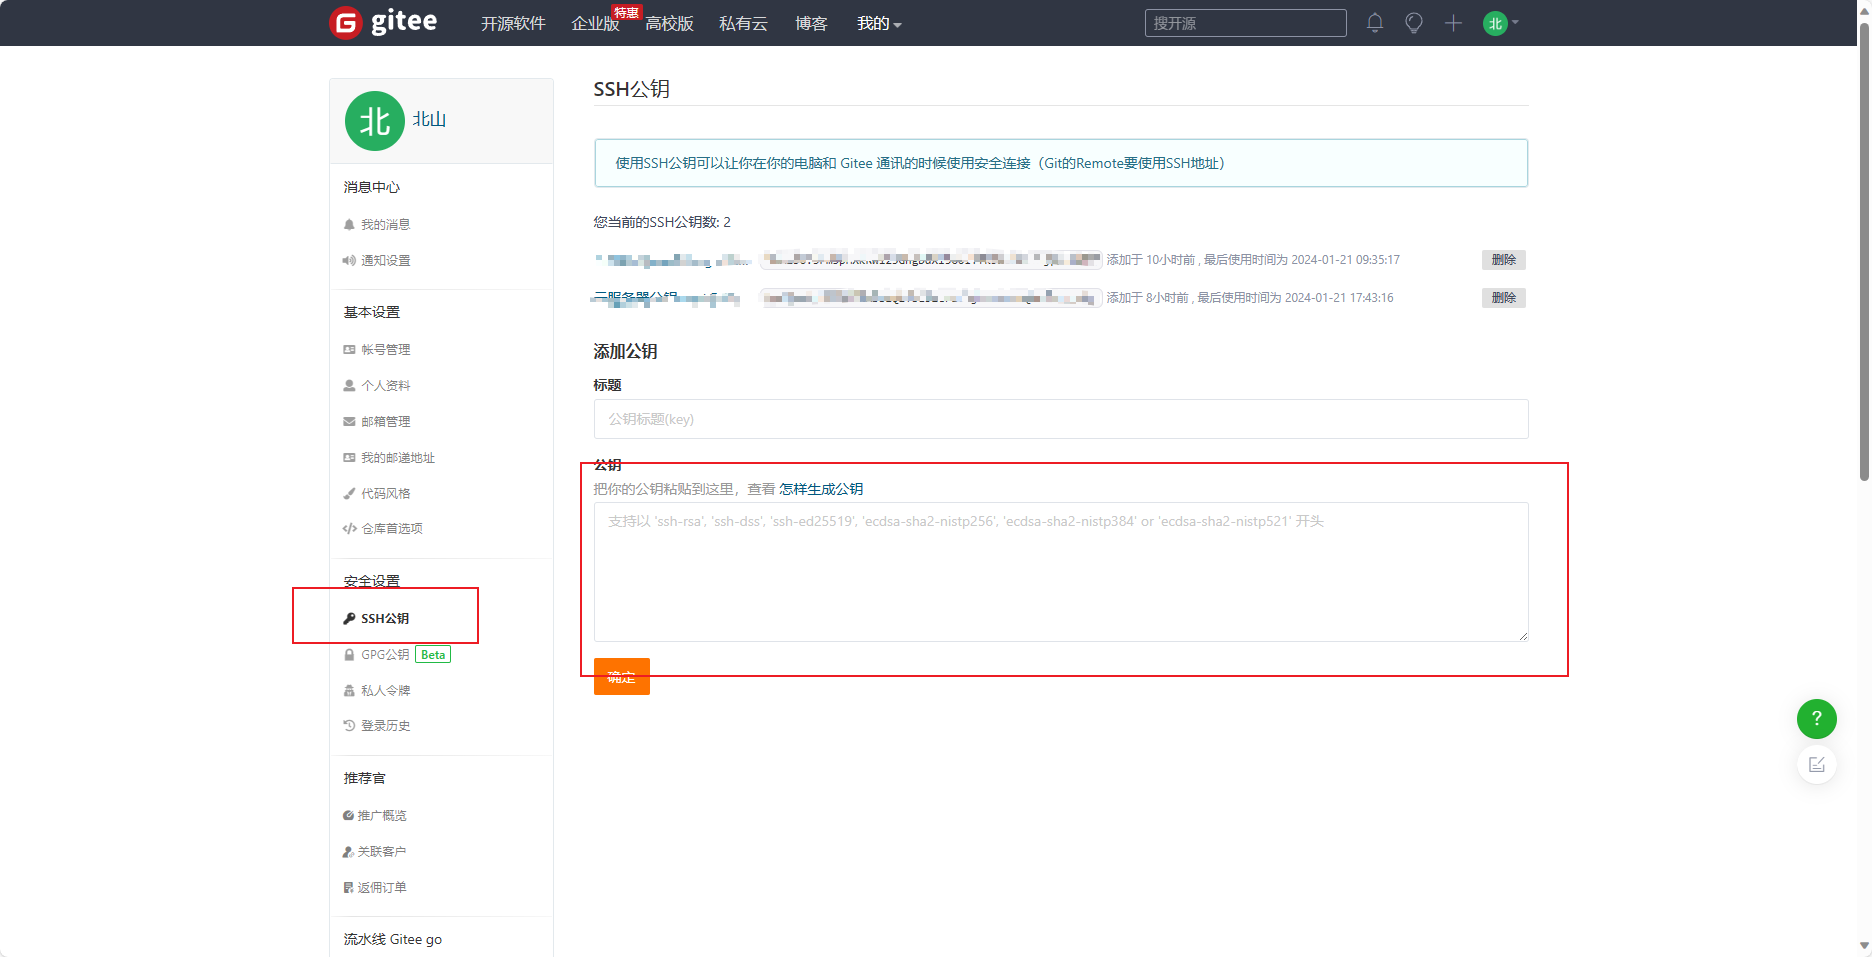 gitee
开源软件 企业版 特惠 高校版 私有云 博客 我的 搜开源 北
北 北山
消息中心
我的消息
通知设置
基本设置
帐号管理
个人资料
邮箱管理
我的邮递地址
代码风格
仓库首选项
安全设置
SSH公钥
GPG公钥 Beta
私人令牌
登录历史
推荐官
推广概览
关联客户
返佣订单
流水线 Gitee go
SSH公钥
使用SSH公钥可以让你在你的电脑和 Gitee 通讯的时候使用安全连接（Git的Remote要使用SSH地址）
您当前的SSH公钥数: 2
添加于 10小时前 , 最后使用时间为 2024-01-21 09:35:17 删除
添加于 8小时前 , 最后使用时间为 2024-01-21 17:43:16 删除
添加公钥
标题
公钥标题(key)
公钥
把你的公钥粘贴到这里，查看 怎样生成公钥
支持以 'ssh-rsa', 'ssh-dss', 'ssh-ed25519', 'ecdsa-sha2-nistp256', 'ecdsa-sha2-nistp384' or 'ecdsa-sha2-nistp521' 开头
确定
?